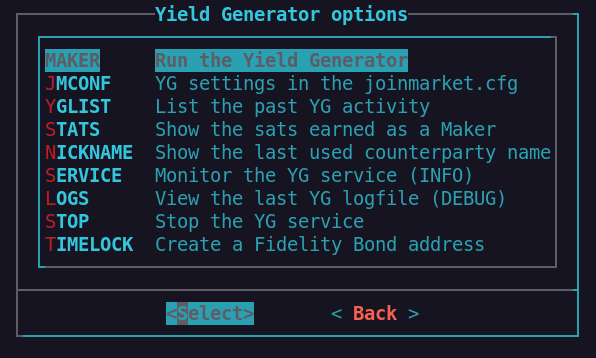 Yield Generator options
MAKER Run the Yield Generator
JMCONF YG settings in the joinmarket.cfg
YGLIST List the past YG activity
STATS Show the sats earned as a Maker
NICKNAME Show the last used counterparty name
SERVICE Monitor the YG service (INFO)
LOGS View the last YG logfile (DEBUG)
STOP Stop the YG service
TIMELOCK Create a Fidelity Bond address
<Select> < Back >